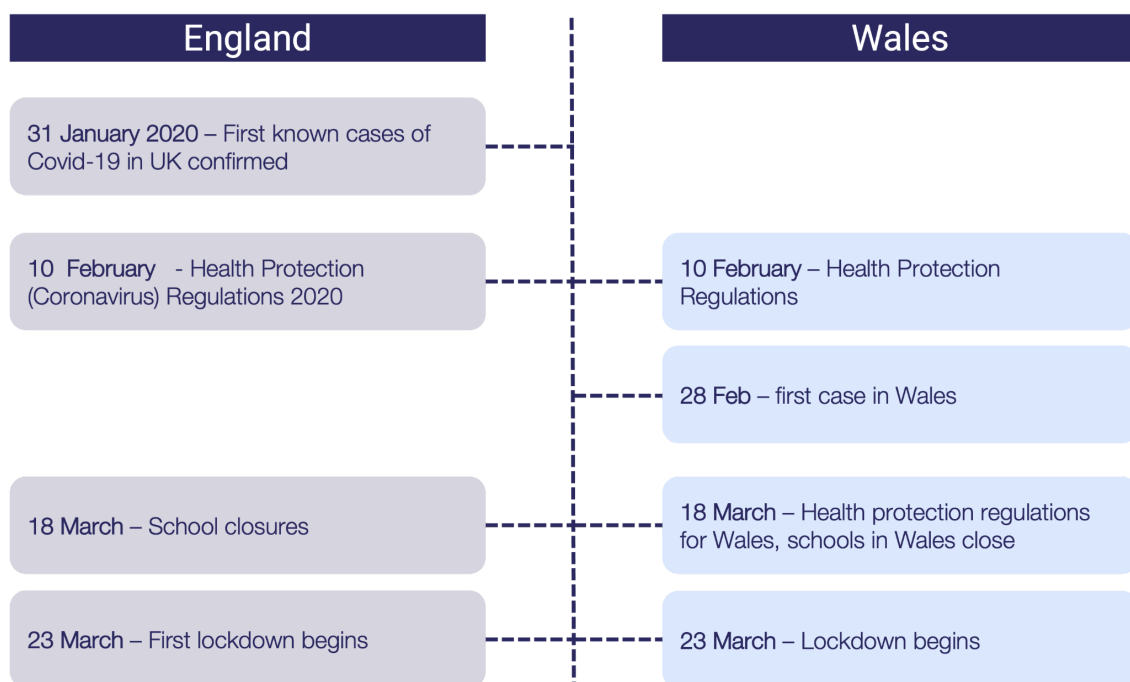 England
Wales
31 January 2020 – First known cases of
Covid-19 in UK confirmed
10 February - Health Protection
(Coronavirus) Regulations 2020
10 February – Health Protection
Regulations
28 Feb – first case in Wales
18 March – School closures
18 March – Health protection regulations
for Wales, schools in Wales close
23 March – First lockdown begins
23 March – Lockdown begins